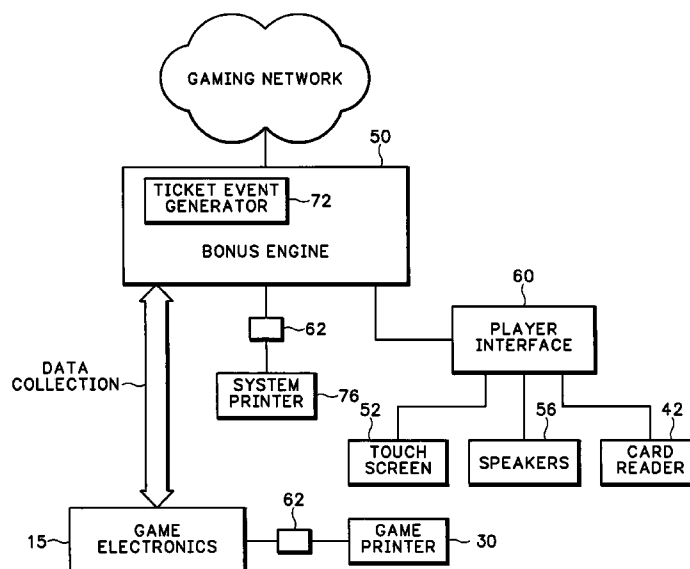 GAMING NETWORK
50
TICKET EVENT
GENERATOR
72
BONUS ENGINE
60
PLAYER
INTERFACE
62
DATA
COLLECTION
SYSTEM
PRINTER
76
52
56
42
TOUCH
SCREEN
SPEAKERS
CARD
READER
62
15
GAME
ELECTRONICS
GAME
PRINTER
30